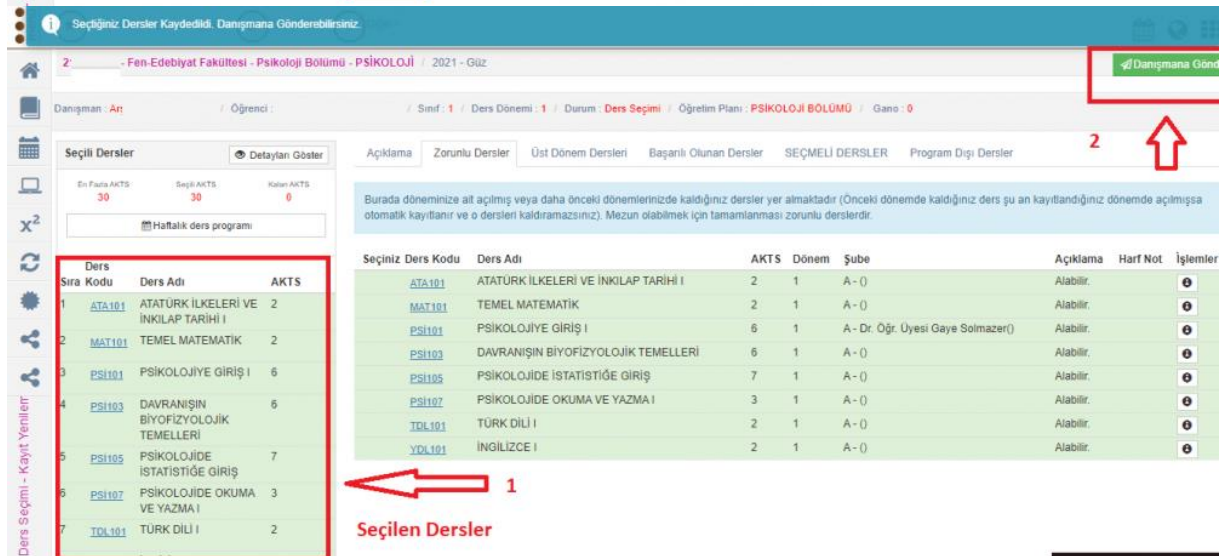 Seçtiğiniz Dersler Kaydedildi. Danışmana Gönderebilirsiniz.
- Fen-Edebiyat Fakültesi - Psikoloji Bölümü - PSİKOLOJİ / 2021 - Güz
Danışmana Gönd
Danışman : / Öğrenci : / Sınıf : 1 / Ders Dönemi : 1 / Durum : Ders Seçimi / Öğretim Planı : PSİKOLOJİ BÖLÜMÜ / Gano : 0
2
Seçili Dersler
Detayları Göster
En Fazla AKTS Seçili AKTS Kalan AKTS
30 30 0
Haftalık ders programı
Sıra Ders Kodu Ders Adı AKTS
1 ATA101 ATATÜRK İLKELERİ VE 2
İNKILAP TARİHİ I
2 MAT101 TEMEL MATEMATİK 2
3 PSİ101 PSİKOLOJİYE GİRİŞ I 6
4 PSİ103 DAVRANIŞIN 6
BİYOFİZYOLOJİK
TEMELLERİ
5 PSİ105 PSİKOLOJİDE 7
İSTATİSTİĞE GİRİŞ
6 PSİ107 PSİKOLOJİDE OKUMA 3
VE YAZMA I
7 TDL101 TÜRK DİLİ I 2
Açıklama Zorunlu Dersler Üst Dönem Dersleri Başarılı Olunan Dersler SEÇMELİ DERSLER Program Dışı Dersler
Burada döneminize ait açılmış veya daha önceki dönemlerinizde kaldığınız dersler yer almaktadır (Önceki dönemde kaldığınız ders şu an kayıtlandığınız dönemde açılmışsa
otomatik kayıtlanır ve o dersleri kaldıramazsınız). Mezun olabilmek için tamamlanması zorunlu derslerdir.
Seçiniz Ders Kodu Ders Adı AKTS Dönem Şube Açıklama Harf Not İşlemler
ATA101 ATATÜRK İLKELERİ VE İNKILAP TARİHİ I 2 1 A - () Alabilir.
MAT101 TEMEL MATEMATİK 2 1 A - () Alabilir.
PSİ101 PSİKOLOJİYE GİRİŞ I 6 1 A - Dr. Öğr. Üyesi Gaye Solmazer() Alabilir.
PSİ103 DAVRANIŞIN BİYOFİZYOLOJİK TEMELLERİ 6 1 A - () Alabilir.
PSİ105 PSİKOLOJİDE İSTATİSTİĞE GİRİŞ 7 1 A - () Alabilir.
PSİ107 PSİKOLOJİDE OKUMA VE YAZMA I 3 1 A - () Alabilir.
TDL101 TÜRK DİLİ I 2 1 A - () Alabilir.
YDL101 İNGİLİZCE I 2 1 A - () Alabilir.
1
Seçilen Dersler
x²
Ders Seçimi - Kayıt Yenilem